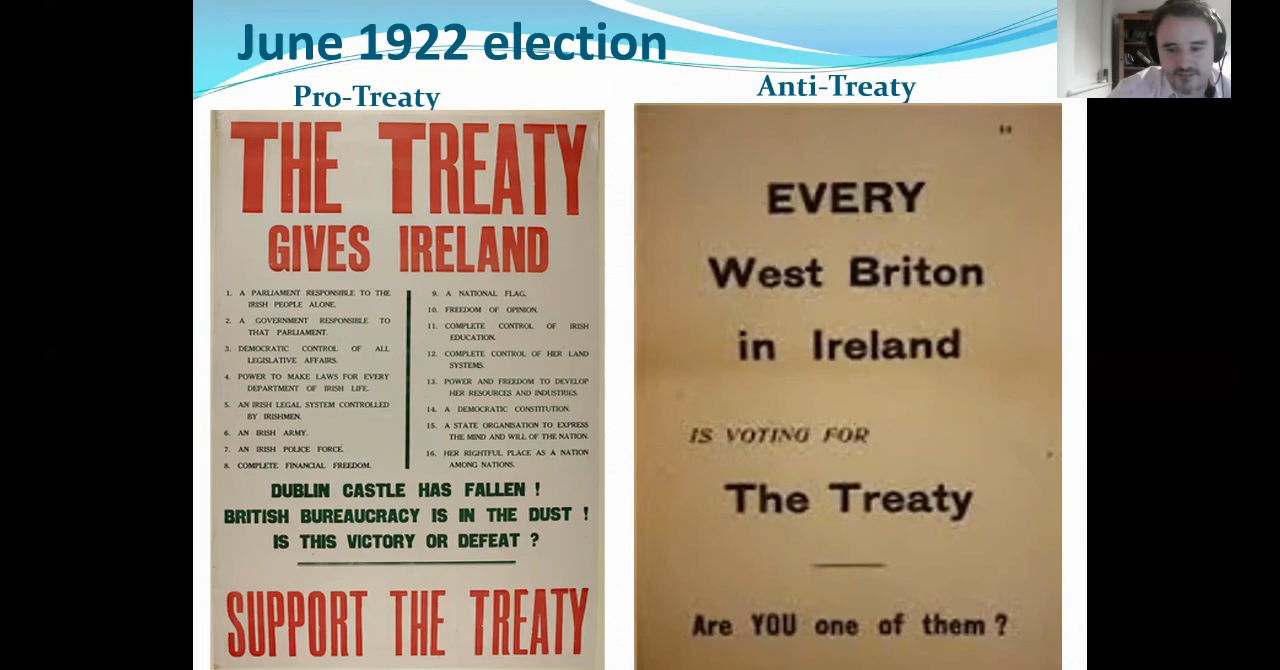 June 1922 election
Pro-Treaty
THE TREATY
GIVES IRELAND
1. A PARLIAMENT RESPONSIBLE TO THE
IRISH PEOPLE ALONE.
2. A GOVERNMENT RESPONSIBLE TO
THAT PARLIAMENT.
3. DEMOCRATIC CONTROL OF ALL
LEGISLATIVE AFFAIRS.
4. POWER TO MAKE LAWS FOR EVERY
DEPARTMENT OF IRISH LIFE.
5. AN IRISH LEGAL SYSTEM CONTROLLED
BY IRISHMEN.
6. AN IRISH ARMY.
7. AN IRISH POLICE FORCE.
8. COMPLETE FINANCIAL FREEDOM.
9. A NATIONAL FLAG.
10. FREEDOM OF OPINION.
11. COMPLETE CONTROL OF IRISH
EDUCATION.
12. COMPLETE CONTROL OF HER LAND
SYSTEMS.
13. POWER AND FREEDOM TO DEVELOP
HER RESOURCES AND INDUSTRIES.
14. A DEMOCRATIC CONSTITUTION.
15. A STATE ORGANISATION TO EXPRESS
THE MIND AND WILL OF THE NATION.
16. HER RIGHTFUL PLACE AS A NATION
AMONG NATIONS.
DUBLIN CASTLE HAS FALLEN !
BRITISH BUREAUCRACY IS IN THE DUST !
IS THIS VICTORY OR DEFEAT ?
SUPPORT THE TREATY
Anti-Treaty
EVERY
West Briton
in Ireland
IS VOTING FOR
The Treaty
Are YOU one of them ?